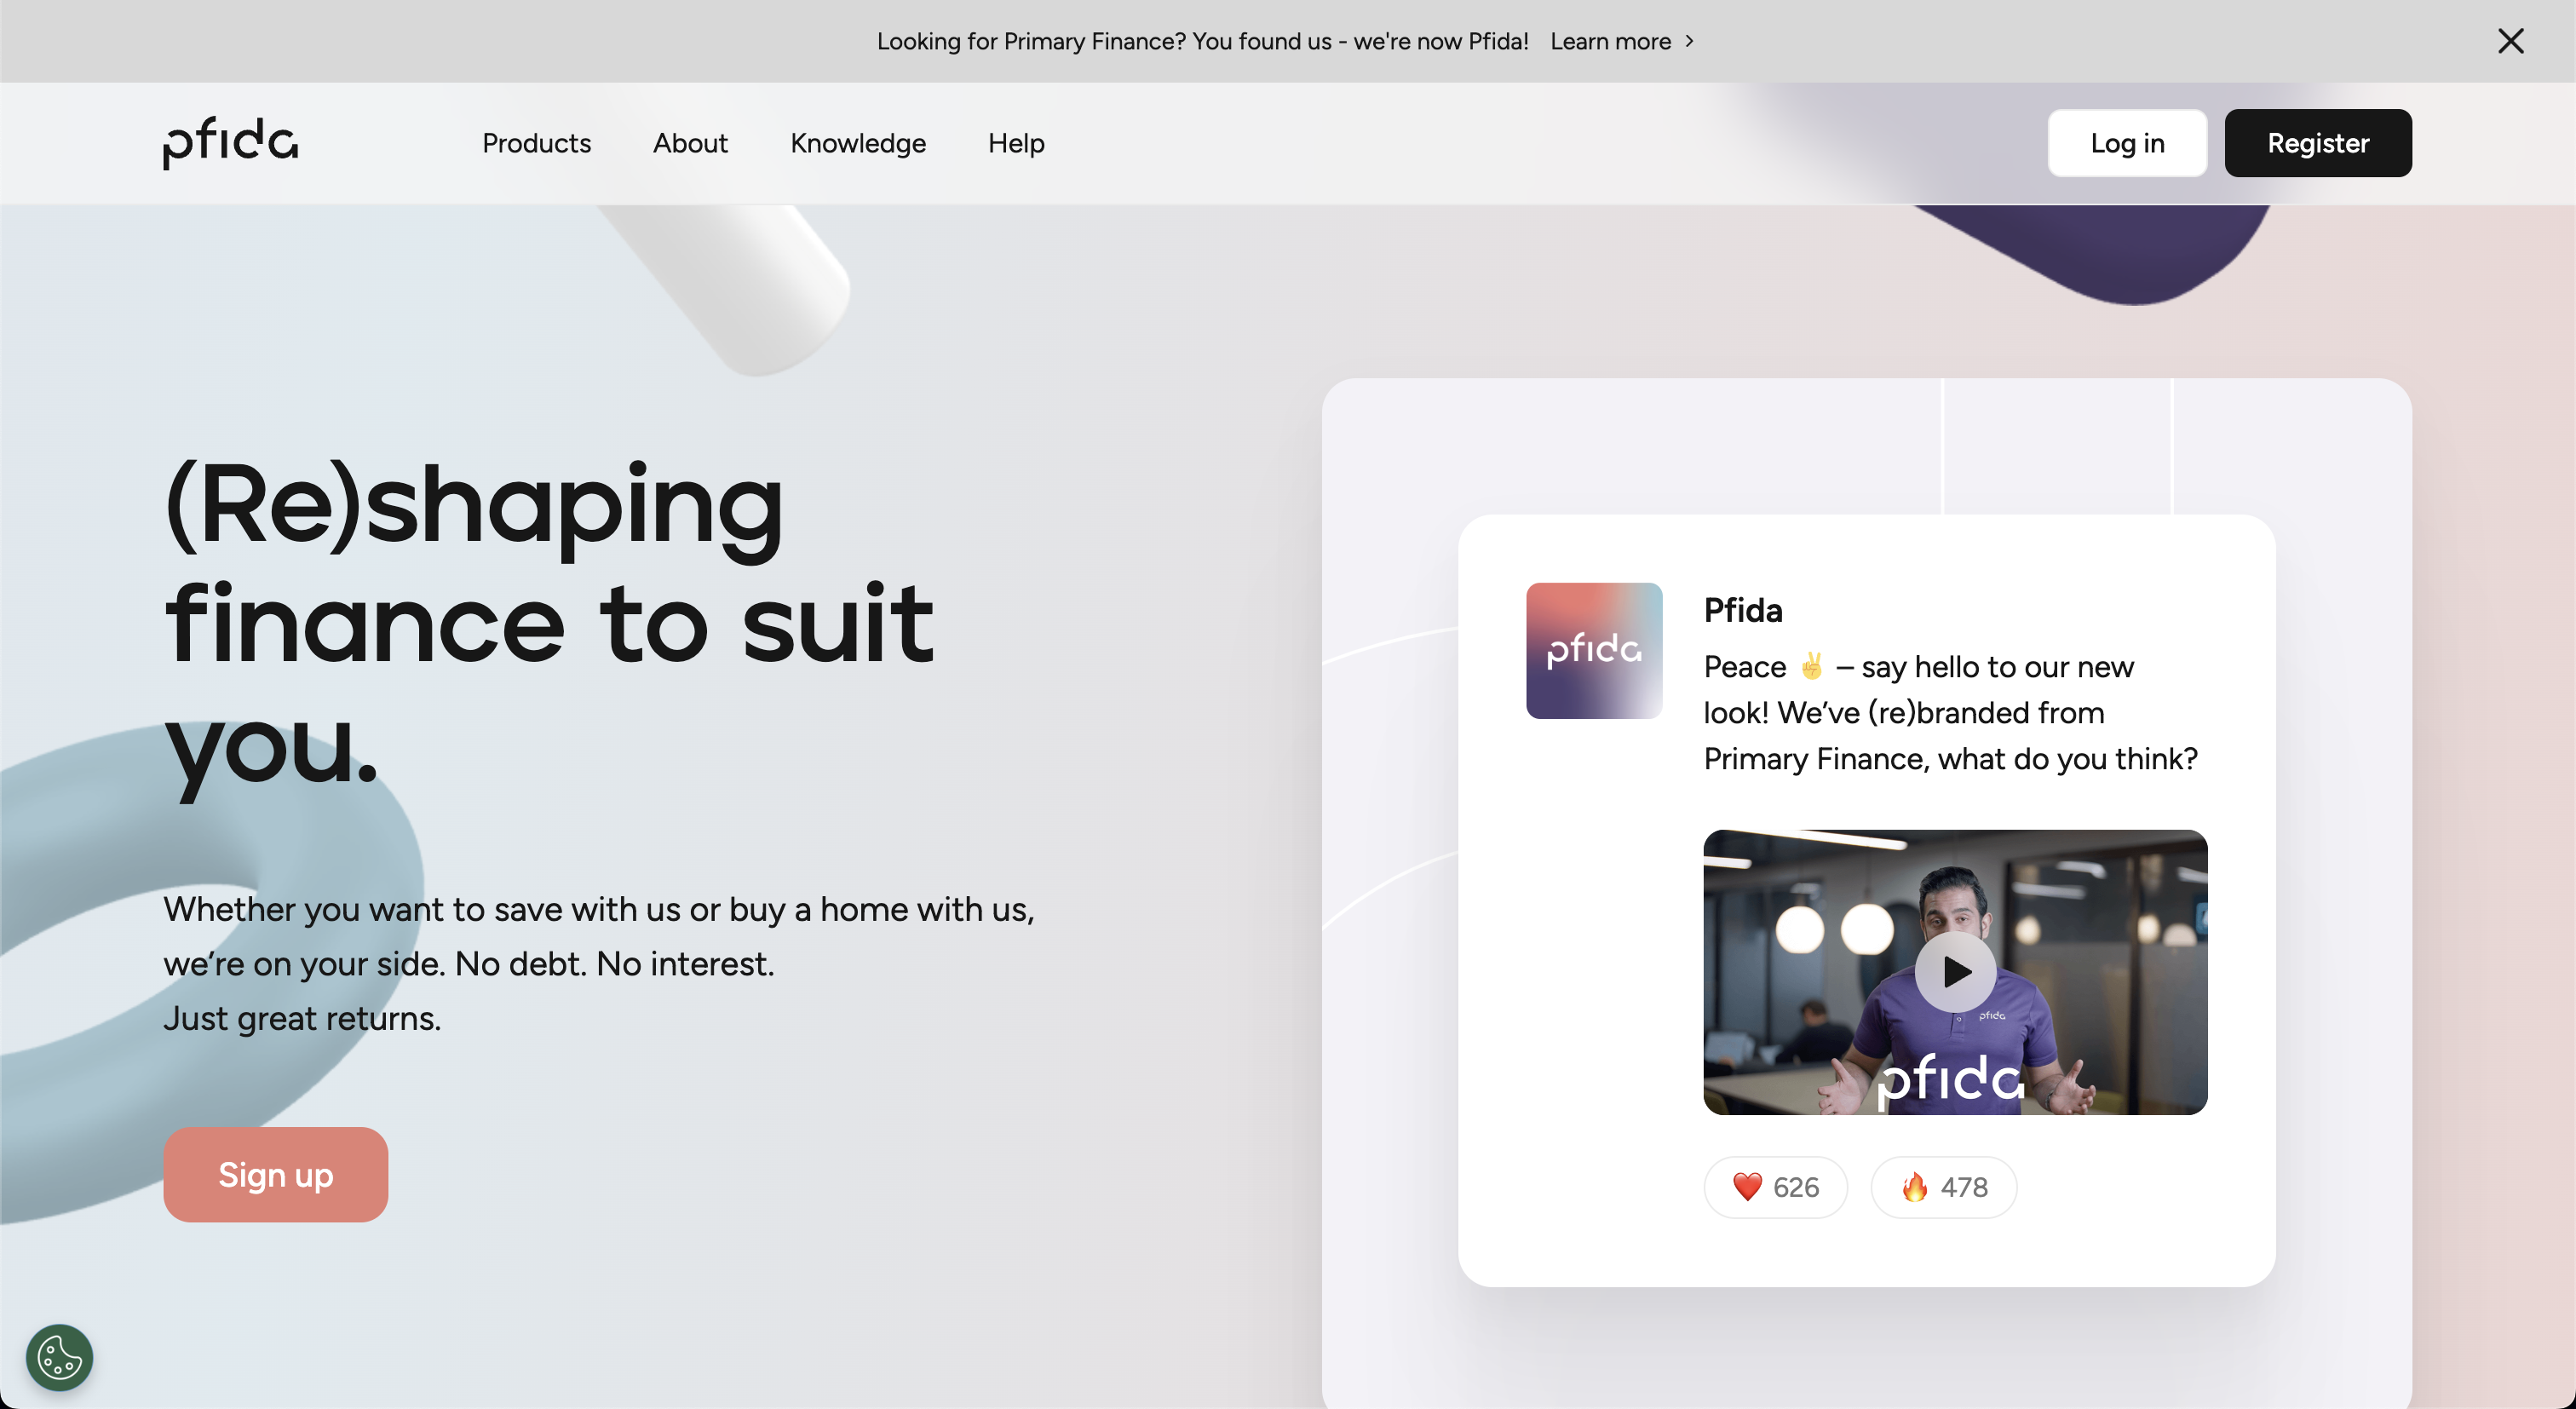 Looking for Primary Finance? You found us - we're now Pfida! Learn more
pfida
Products
About
Knowledge
Help
Log in
Register
(Re)shaping
finance to suit
you.
Whether you want to save with us or buy a home with us,
we’re on your side. No debt. No interest.
Just great returns.
Sign up
pfida
Pfida
Peace ✌️ – say hello to our new
look! We’ve (re)branded from
Primary Finance, what do you think?
pfida
pfida
❤️ 626
🔥 478